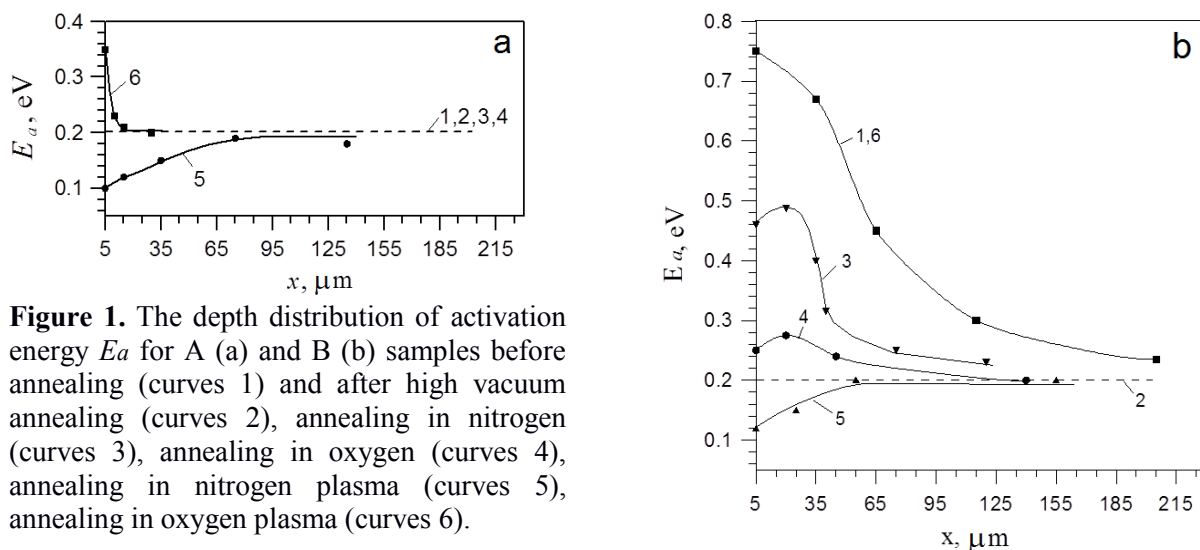 a
0.4
0.3
0.2
0.1
E a, eV
6
1,2,3,4
5
5 35 65 95 125 155 185 215
x, μm
Figure 1. The depth distribution of activation
energy Ea for A (a) and B (b) samples before
annealing (curves 1) and after high vacuum
annealing (curves 2), annealing in nitrogen
(curves 3), annealing in oxygen (curves 4),
annealing in nitrogen plasma (curves 5),
annealing in oxygen plasma (curves 6).
b
0.8
0.7
0.6
0.5
0.4
0.3
0.2
0.1
E a, eV
1,6
3
4
2
5
5 35 65 95 125 155 185 215
x, μm